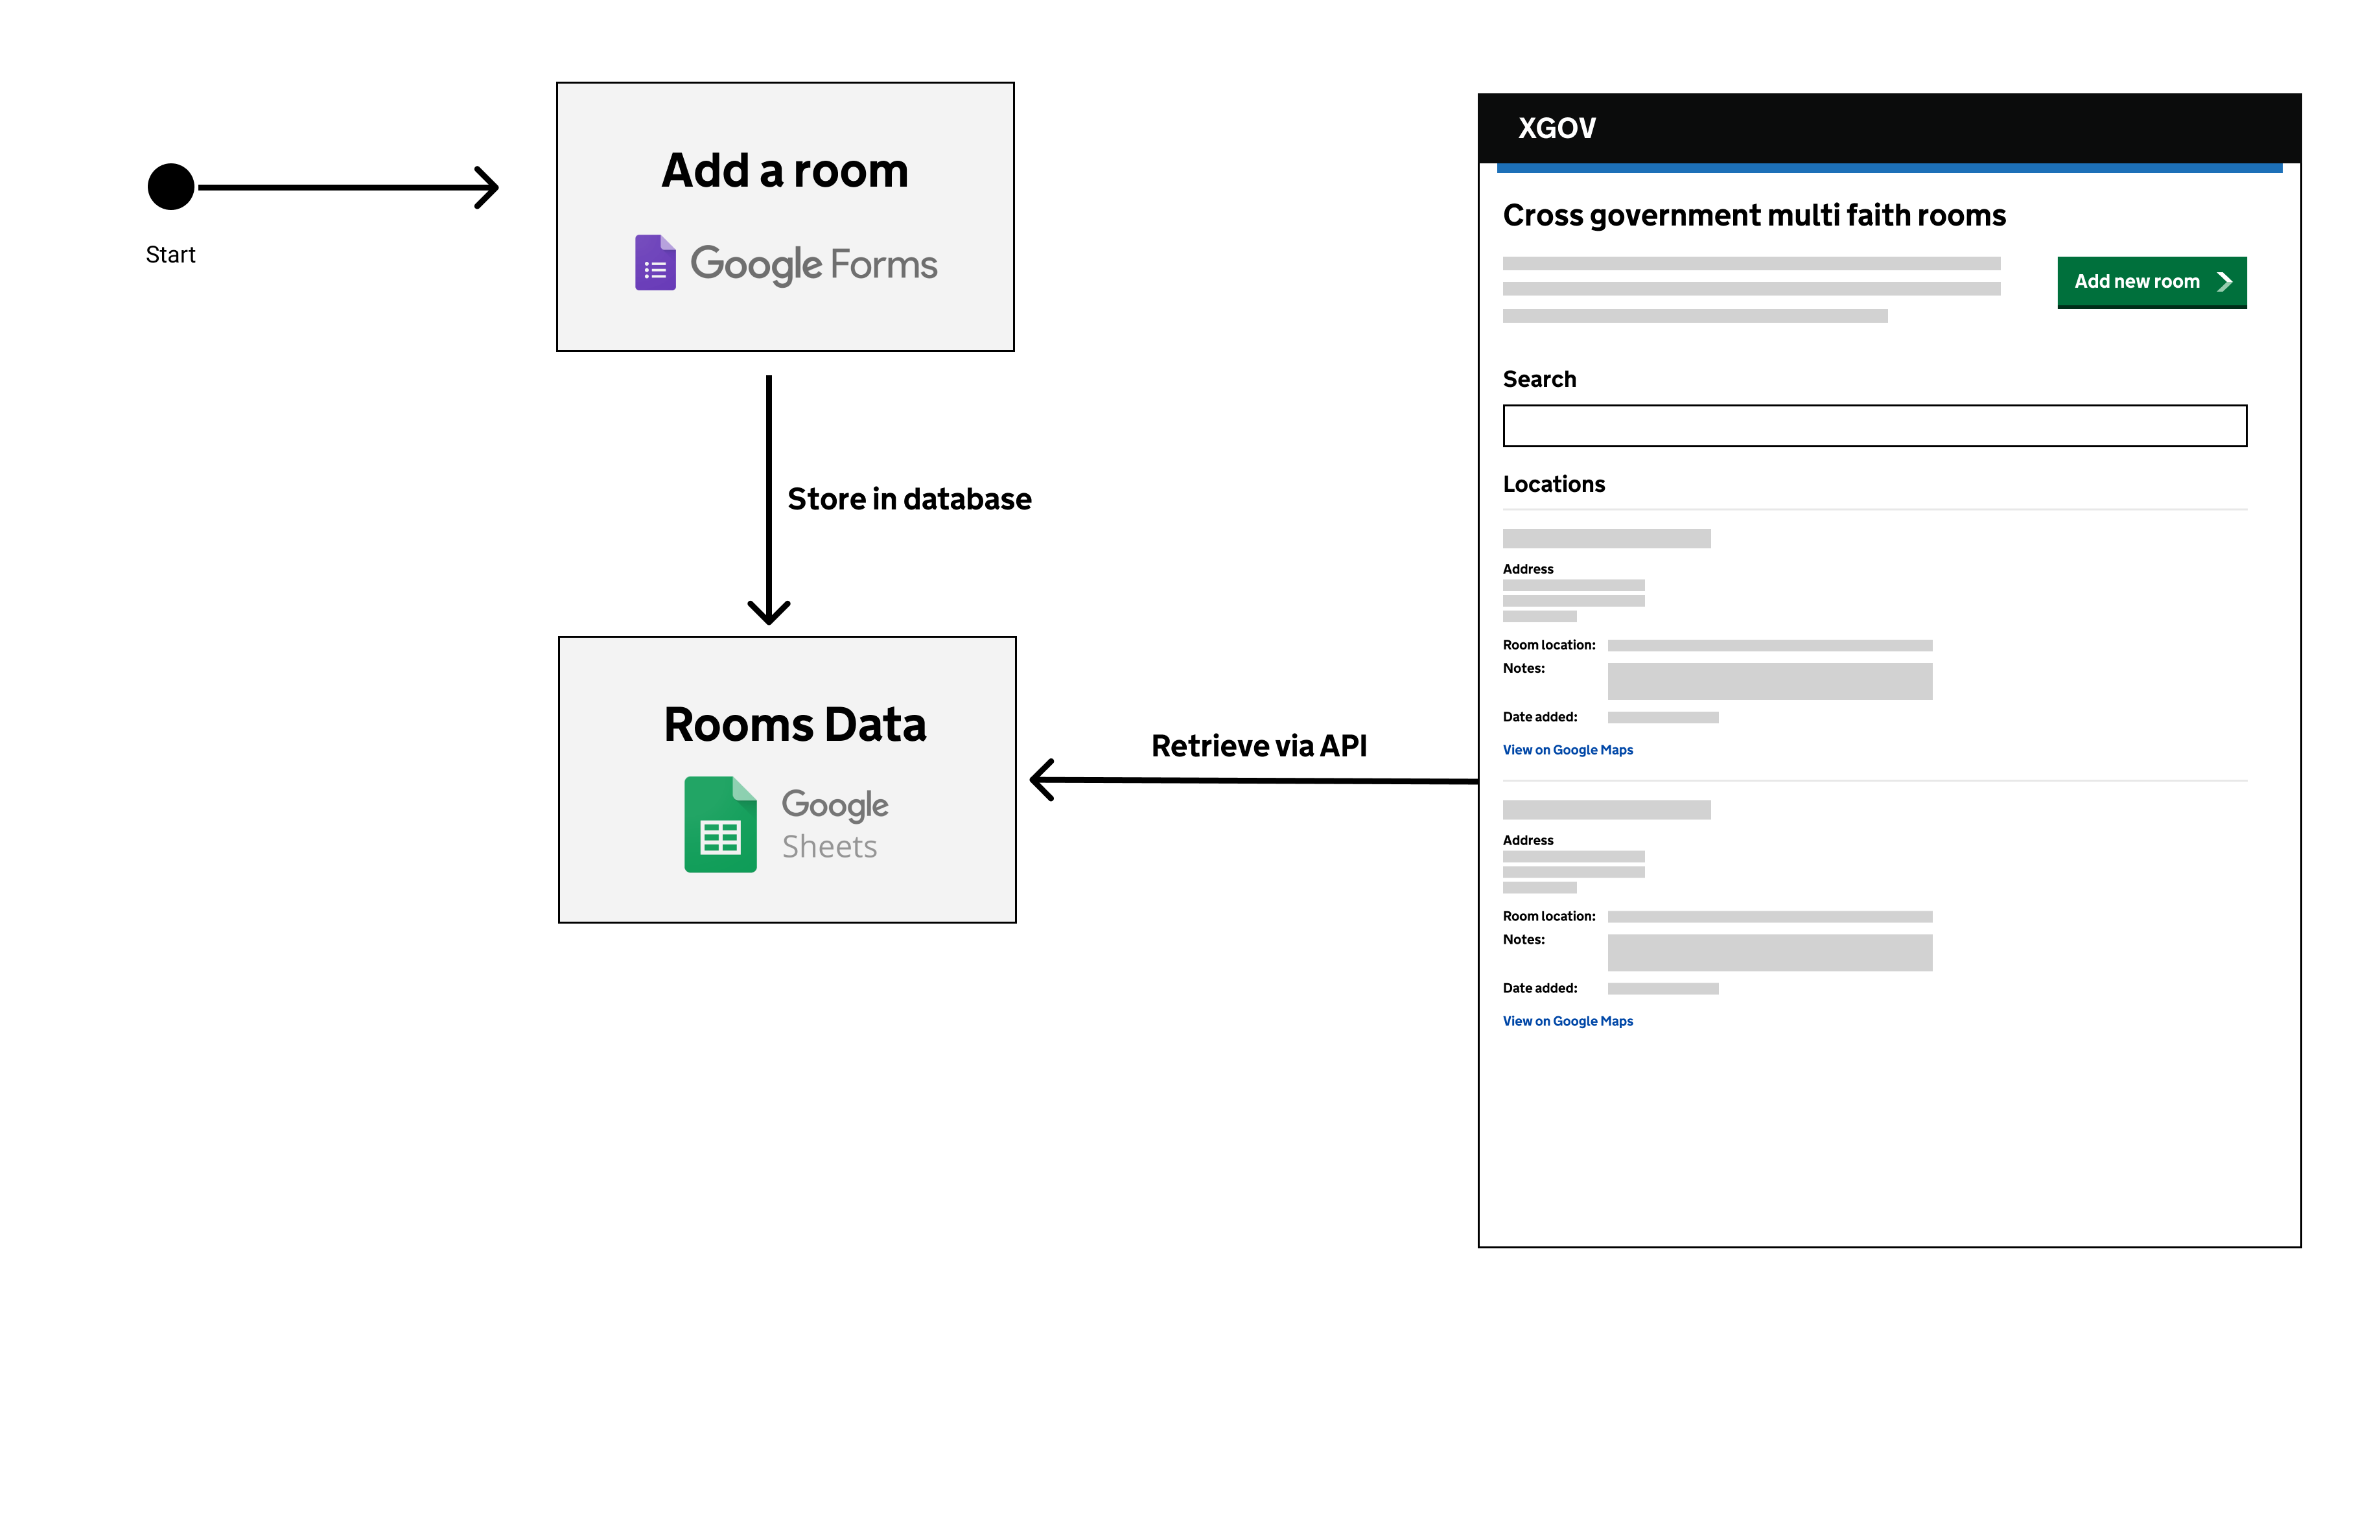 Start
Add a room
Google Forms
Store in database
Rooms Data
Google
Sheets
Retrieve via API
XGOV
Cross government multi faith rooms
Add new room
Search
Locations
Address
Room location:
Notes:
Date added:
View on Google Maps
Address
Room location:
Notes:
Date added:
View on Google Maps